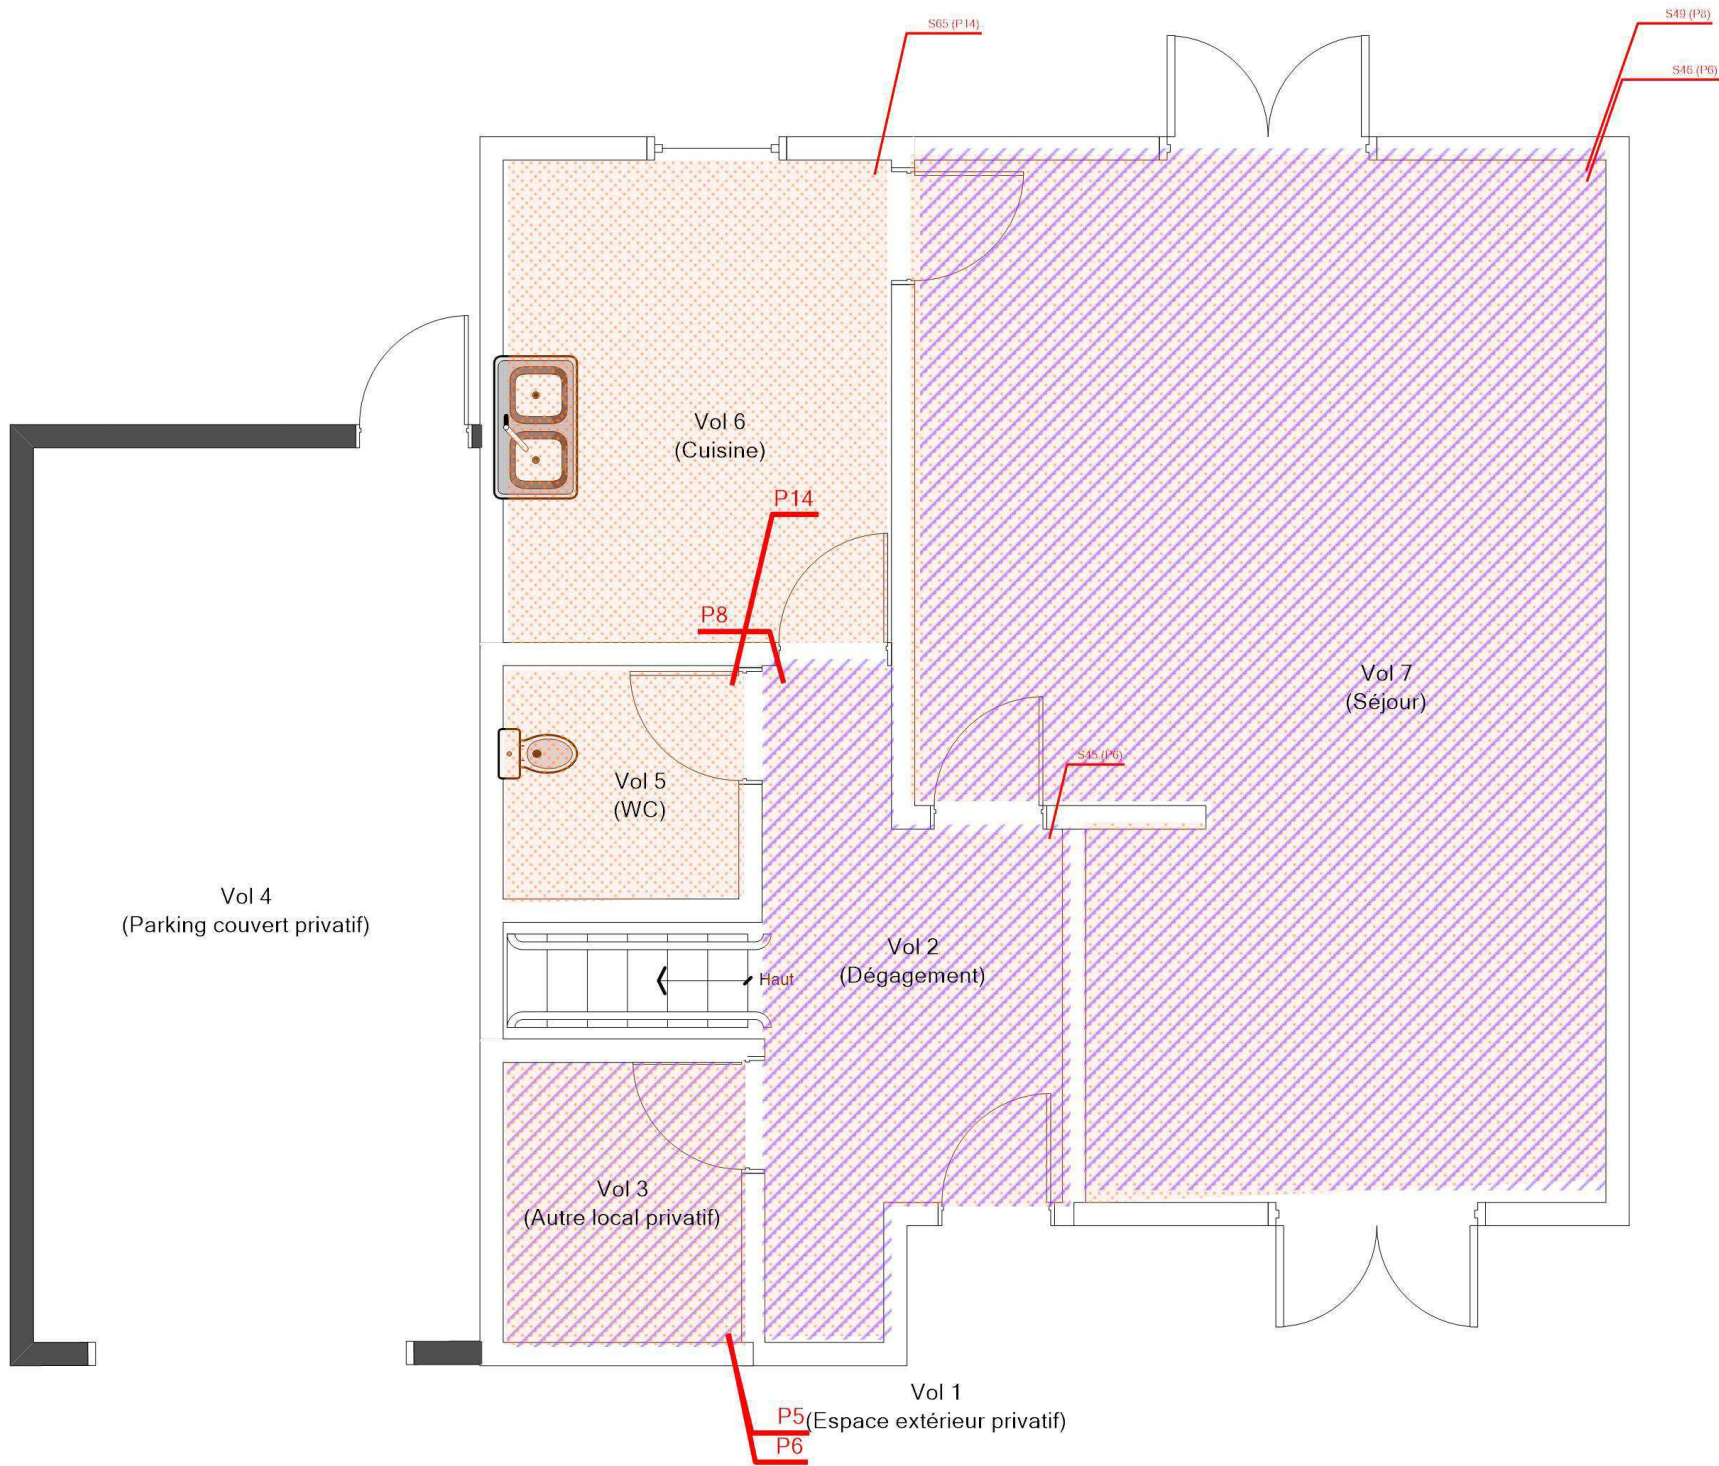 S65 (P14)
S49 (P8)
S46 (P6)
Vol 6
(Cuisine)
P14
P8
Vol 7
(Séjour)
S45 (P6)
Vol 5
(WC)
Vol 4
(Parking couvert privatif)
Vol 2
(Dégagement)
Haut
Vol 3
(Autre local privatif)
Vol 1
(Espace extérieur privatif)
P5
P6